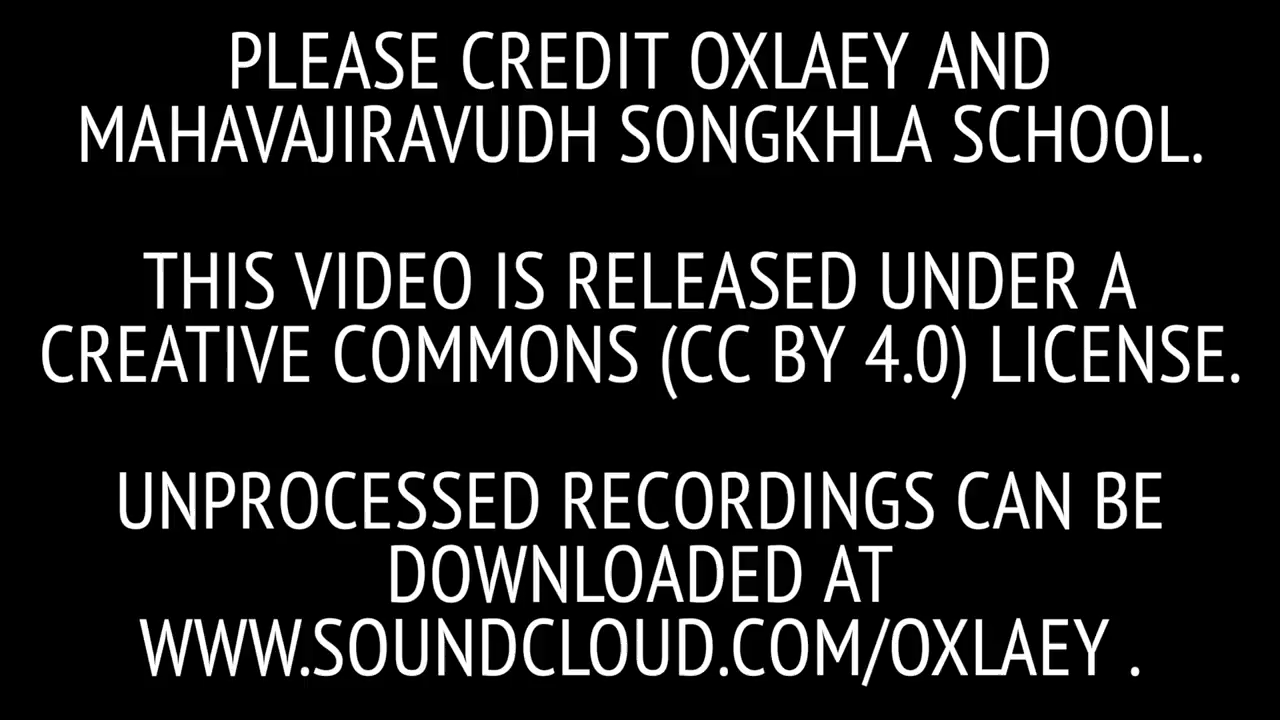 PLEASE CREDIT OXLAEY AND
MAHAVAJIRAVUDH SONGKHLA SCHOOL.
THIS VIDEO IS RELEASED UNDER A
CREATIVE COMMONS (CC BY 4.0) LICENSE.
UNPROCESSED RECORDINGS CAN BE
DOWNLOADED AT
WWW.SOUNDCLOUD.COM/OXLAEY .